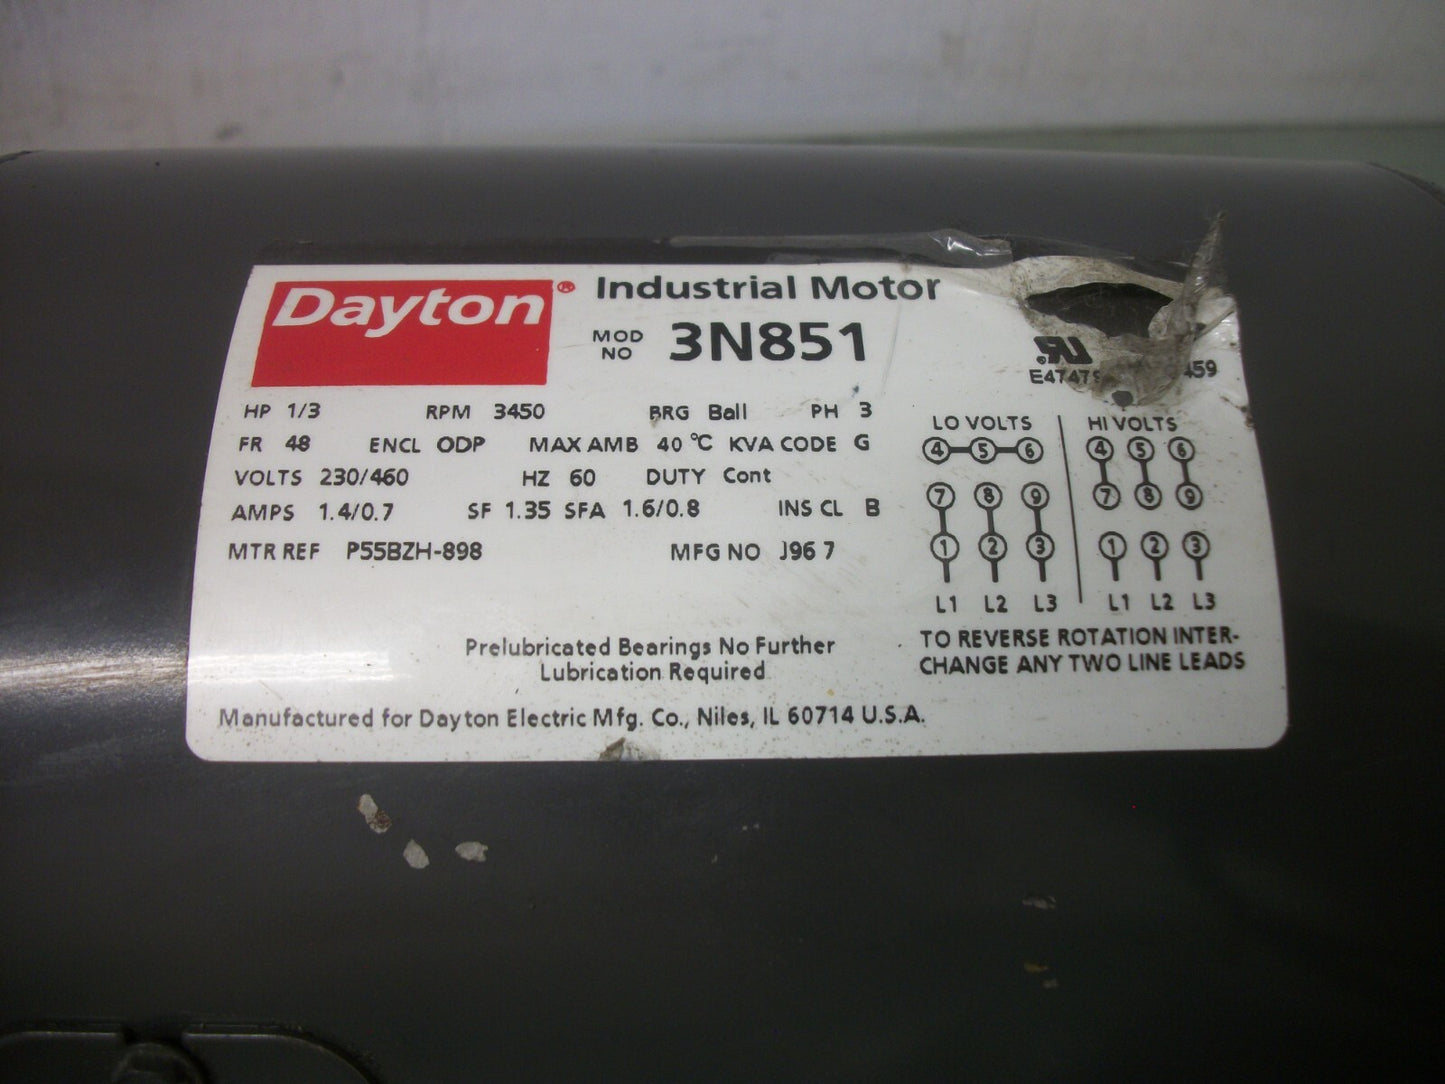 Dayton® Industrial Motor
MOD NO 3N851
E47479 459
HP 1/3 RPM 3450 BRG Ball PH 3
FR 48 ENCL ODP MAX AMB 40 °C KVA CODE G
VOLTS 230/460 HZ 60 DUTY Cont
AMPS 1.4/0.7 SF 1.35 SFA 1.6/0.8 INS CL B
MTR REF P55BZH-898 MFG NO J96 7
LO VOLTS
4 5 6
7 8 9
1 2 3
L1 L2 L3
HI VOLTS
4 5 6
7 8 9
1 2 3
L1 L2 L3
TO REVERSE ROTATION INTER-
CHANGE ANY TWO LINE LEADS
Prelubricated Bearings No Further
Lubrication Required
Manufactured for Dayton Electric Mfg. Co., Niles, IL 60714 U.S.A.